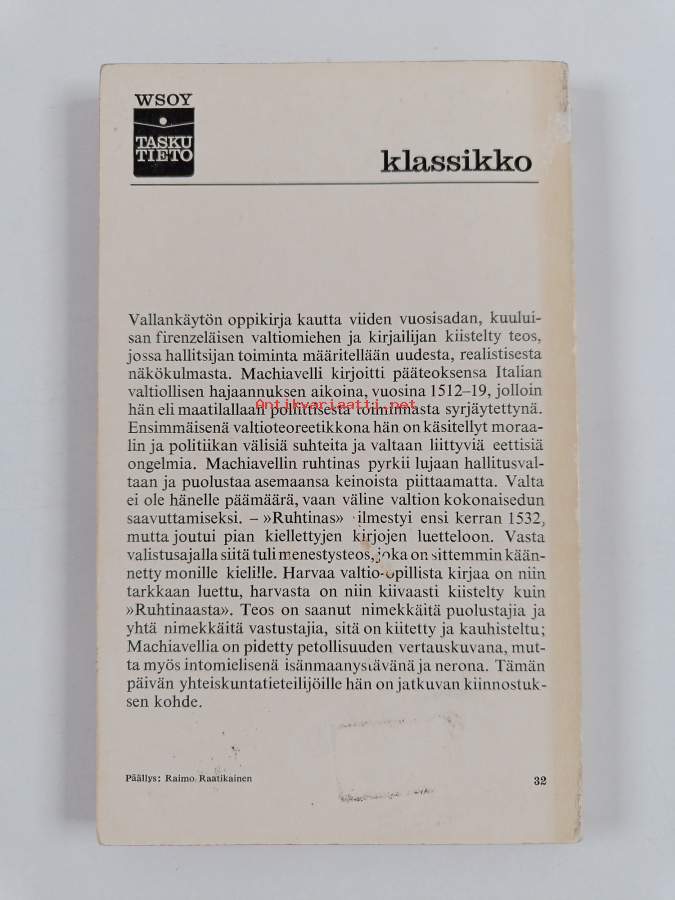 WSOY
TASKU
TIETO
klassikko
Vallankäytön oppikirja kautta viiden vuosisadan, kuului-
san firenzeläisen valtiomiehen ja kirjailijan kiistelty teos,
jossa hallitsijan toiminta määritellään uudesta, realistisesta
näkökulmasta. Machiavelli kirjoitti pääteoksensa Italian
valtiollisen hajaannuksen aikoina, vuosina 1512–19, jolloin
hän eli maatilallaan poliittisesta toiminnasta syrjäytettynä.
Antikvariaatti.net
Ensimmäisenä valtioteoreetikkona hän on käsitellyt moraa-
lin ja politiikan välisiä suhteita ja valtaan liittyviä eettisiä
ongelmia. Machiavellin ruhtinas pyrkii lujaan hallitusval-
taan ja puolustaa asemaansa keinoista piittaamatta. Valta
ei ole hänelle päämäärä, vaan väline valtion kokonaisedun
saavuttamiseksi. – »Ruhtinas» ilmestyi ensi kerran 1532,
mutta joutui pian kiellettyjen kirjojen luetteloon. Vasta
valistusajalla siitä tuli menestysteos, joka on sittemmin kään-
netty monille kielille. Harvaa valtio-opillista kirjaa on niin
tarkkaan luettu, harvasta on niin kiivaasti kiistelty kuin
»Ruhtinaasta». Teos on saanut nimekkäitä puolustajia ja
yhtä nimekkäitä vastustajia, sitä on kiitetty ja kauhisteltu;
Machiavellia on pidetty petollisuuden vertauskuvana, mut-
ta myös intomielisenä isänmaanystävänä ja nerona. Tämän
päivän yhteiskuntatieteilijöille hän on jatkuvan kiinnostuk-
sen kohde.
Päällys: Raimo Raatikainen
32